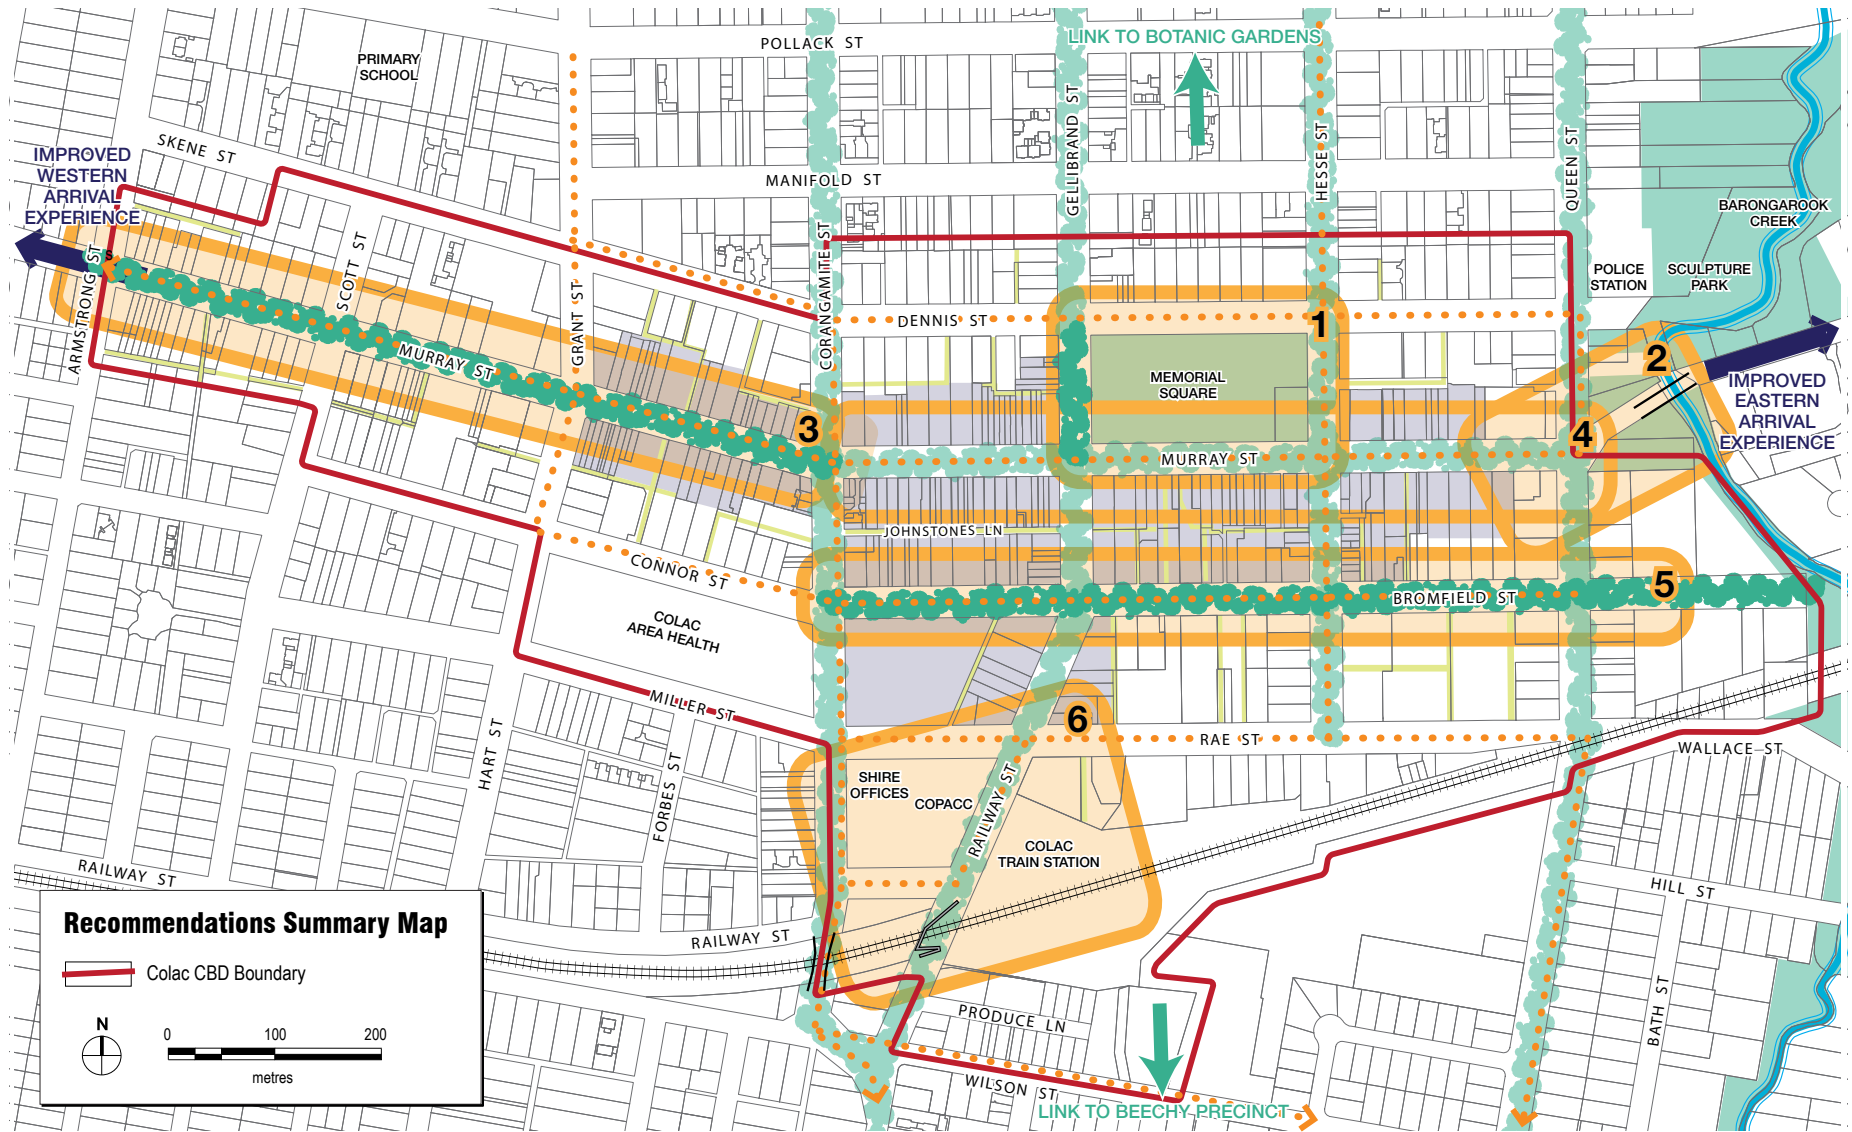 POLLACK ST
LINK TO BOTANIC GARDENS
PRIMARY
SCHOOL
SKENE ST
IMPROVED
WESTERN
ARRIVAL
EXPERIENCE
MANIFOLD ST
GELLIBRAND ST
HESSE ST
QUEEN ST
BARONGAROOK
CREEK
POLICE
STATION
SCULPTURE
PARK
ARMSTRONG ST
S
SCOTT ST
GRANT ST
CORANGAMITE ST
DENNIS ST
1
2
MURRAY ST
MEMORIAL
SQUARE
IMPROVED
EASTERN
ARRIVAL
EXPERIENCE
3
4
MURRAY ST
JOHNSTONES LN
CONNOR ST
5
BROMFIELD ST
COLAC
AREA HEALTH
MILLER ST
6
RAE ST
WALLACE ST
HART ST
FORBES ST
SHIRE
OFFICES
COPACC
RAILWAY ST
COLAC
TRAIN STATION
RAILWAY ST
HILL ST
RAILWAY ST
BATH ST
PRODUCE LN
WILSON ST
LINK TO BEECHY PRECINCT
Recommendations Summary Map
Colac CBD Boundary
N
0 100 200
metres